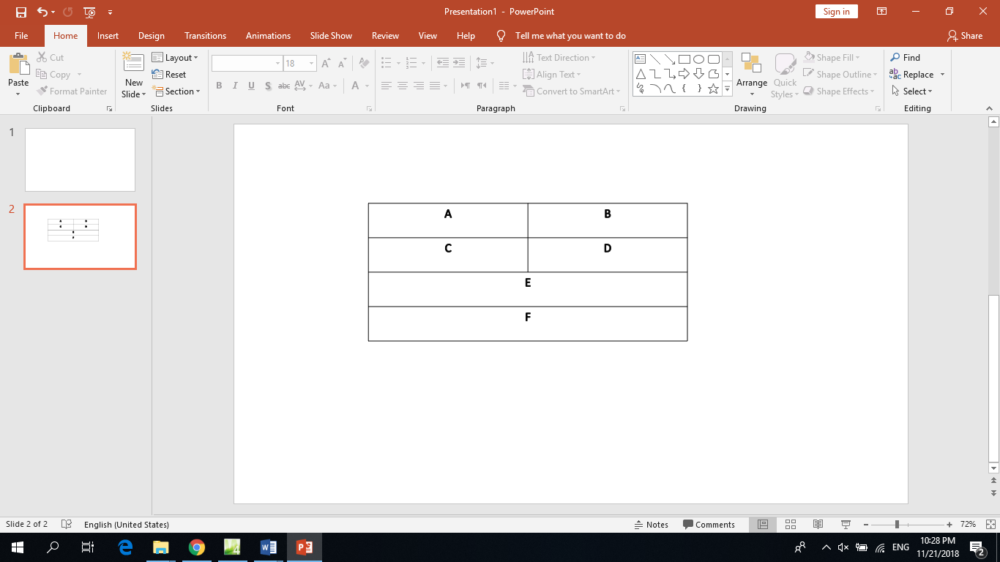 Presentation1 - PowerPoint
Sign in
File Home Insert Design Transitions Animations Slide Show Review View Help Tell me what you want to do Share
Paste
Cut
Copy
Format Painter
Clipboard
New Slide
Layout
Reset
Section
Slides
18
B I U S abc AV Aa A
Font
Text Direction
Align Text
Convert to SmartArt
Paragraph
Arrange
Quick Styles
Shape Fill
Shape Outline
Shape Effects
Drawing
Find
Replace
Select
Editing
1
2
A B
C D
E
F
Slide 2 of 2 English (United States) Notes Comments 72%
ENG
10:28 PM
11/21/2018
2